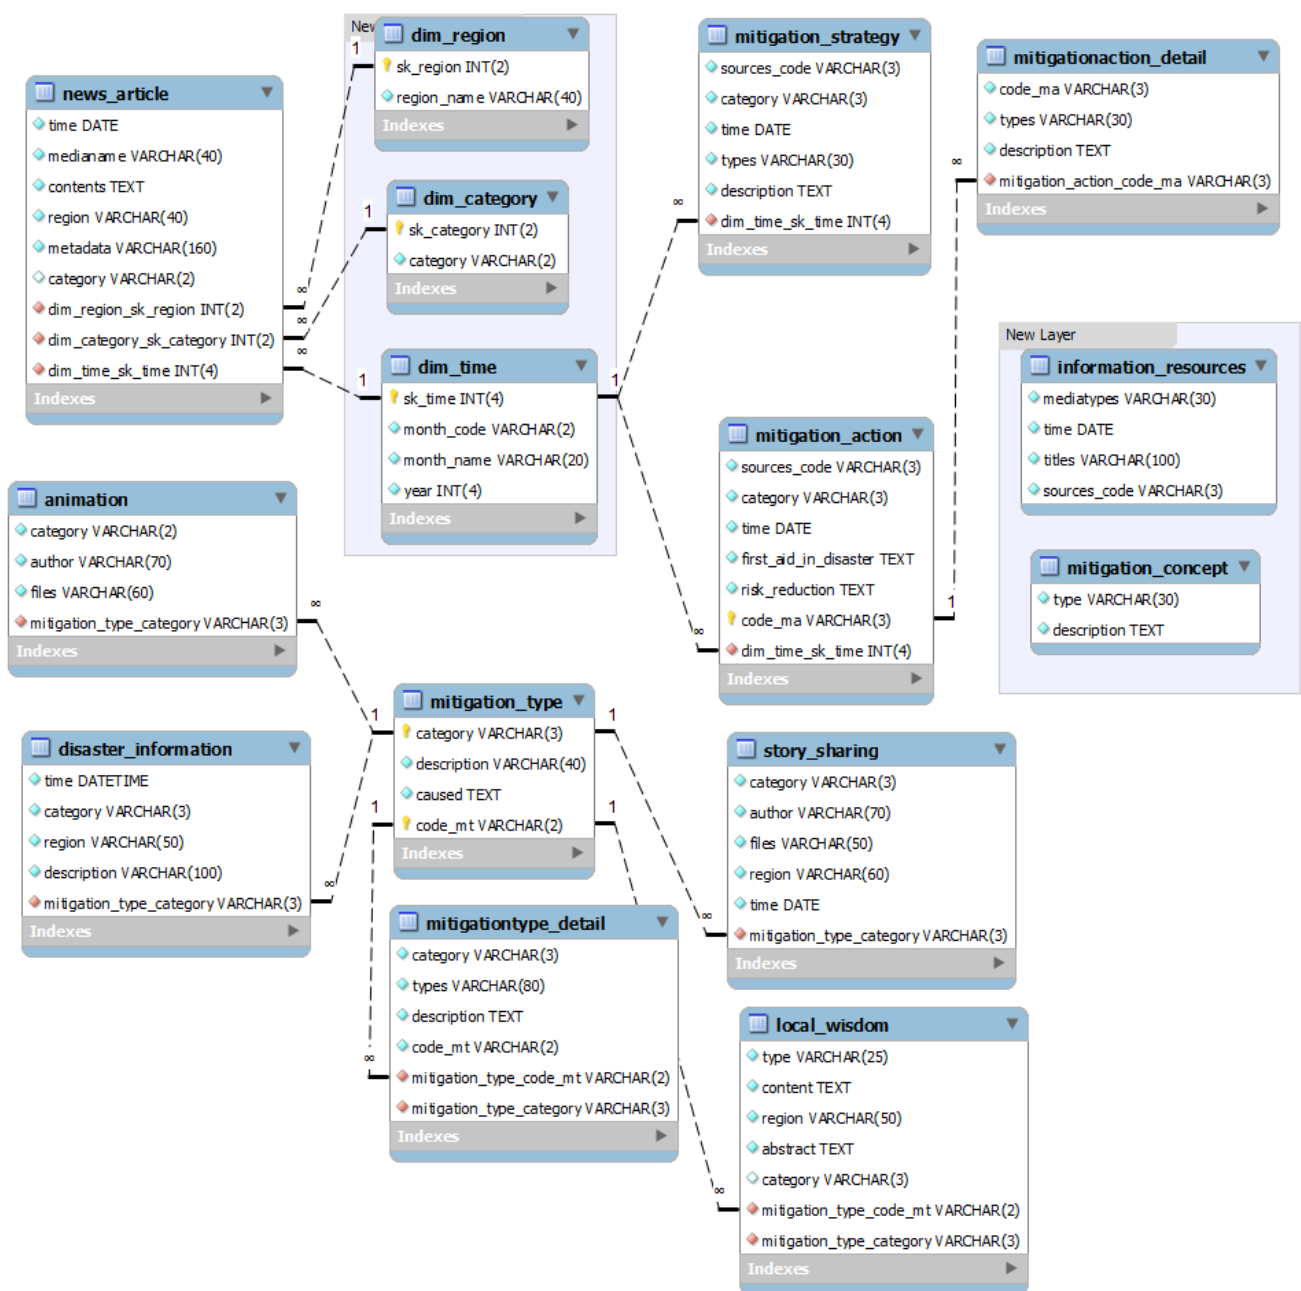 New
dim_region
sk_region INT(2)
region_name VARCHAR(40)
Indexes
1
news_article
time DATE
medianame VARCHAR(40)
contents TEXT
region VARCHAR(40)
metadata VARCHAR(160)
category VARCHAR(2)
dim_region_sk_region INT(2)
dim_category_sk_category INT(2)
dim_time_sk_time INT(4)
Indexes
∞
∞
∞
1
dim_category
sk_category INT(2)
category VARCHAR(2)
Indexes
1
dim_time
sk_time INT(4)
month_code VARCHAR(2)
month_name VARCHAR(20)
year INT(4)
Indexes
1
mitigation_strategy
sources_code VARCHAR(3)
category VARCHAR(3)
time DATE
types VARCHAR(30)
description TEXT
dim_time_sk_time INT(4)
Indexes
∞
mitigationaction_detail
code_ma VARCHAR(3)
types VARCHAR(30)
description TEXT
mitigation_action_code_ma VARCHAR(3)
Indexes
∞
New Layer
information_resources
mediatypes VARCHAR(30)
time DATE
titles VARCHAR(100)
sources_code VARCHAR(3)
mitigation_concept
type VARCHAR(30)
description TEXT
mitigation_action
sources_code VARCHAR(3)
category VARCHAR(3)
time DATE
first_aid_in_disaster TEXT
risk_reduction TEXT
code_ma VARCHAR(3)
dim_time_sk_time INT(4)
Indexes
∞
1
animation
category VARCHAR(2)
author VARCHAR(70)
files VARCHAR(60)
mitigation_type_category VARCHAR(3)
Indexes
∞
disaster_information
time DATETIME
category VARCHAR(3)
region VARCHAR(50)
description VARCHAR(100)
mitigation_type_category VARCHAR(3)
Indexes
∞
mitigation_type
category VARCHAR(3)
description VARCHAR(40)
caused TEXT
code_mt VARCHAR(2)
Indexes
1
1
1
1
mitigationtype_detail
category VARCHAR(3)
types VARCHAR(80)
description TEXT
code_mt VARCHAR(2)
mitigation_type_code_mt VARCHAR(2)
mitigation_type_category VARCHAR(3)
Indexes
∞
story_sharing
category VARCHAR(3)
author VARCHAR(70)
files VARCHAR(50)
region VARCHAR(60)
time DATE
mitigation_type_category VARCHAR(3)
Indexes
∞
local_wisdom
type VARCHAR(25)
content TEXT
region VARCHAR(50)
abstract TEXT
category VARCHAR(3)
mitigation_type_code_mt VARCHAR(2)
mitigation_type_category VARCHAR(3)
Indexes
∞